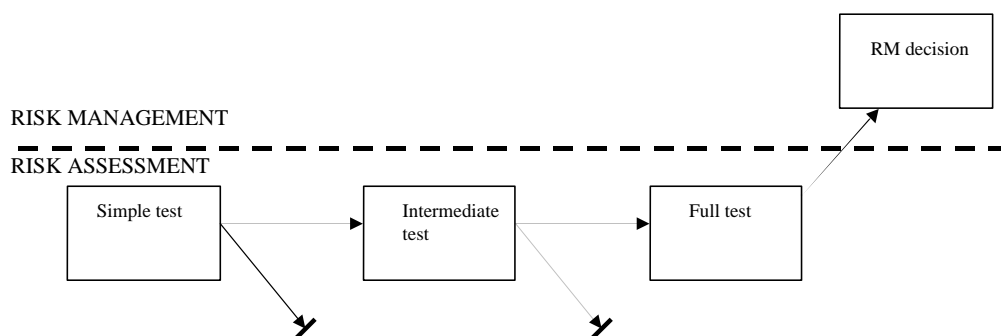 RM decision
RISK MANAGEMENT
RISK ASSESSMENT
Simple test
Intermediate
test
Full test